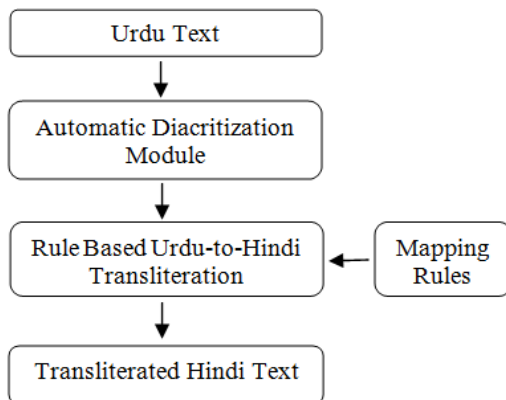 Urdu Text
Automatic Diacritization
Module
Rule Based Urdu-to-Hindi
Transliteration
Mapping
Rules
Transliterated Hindi Text